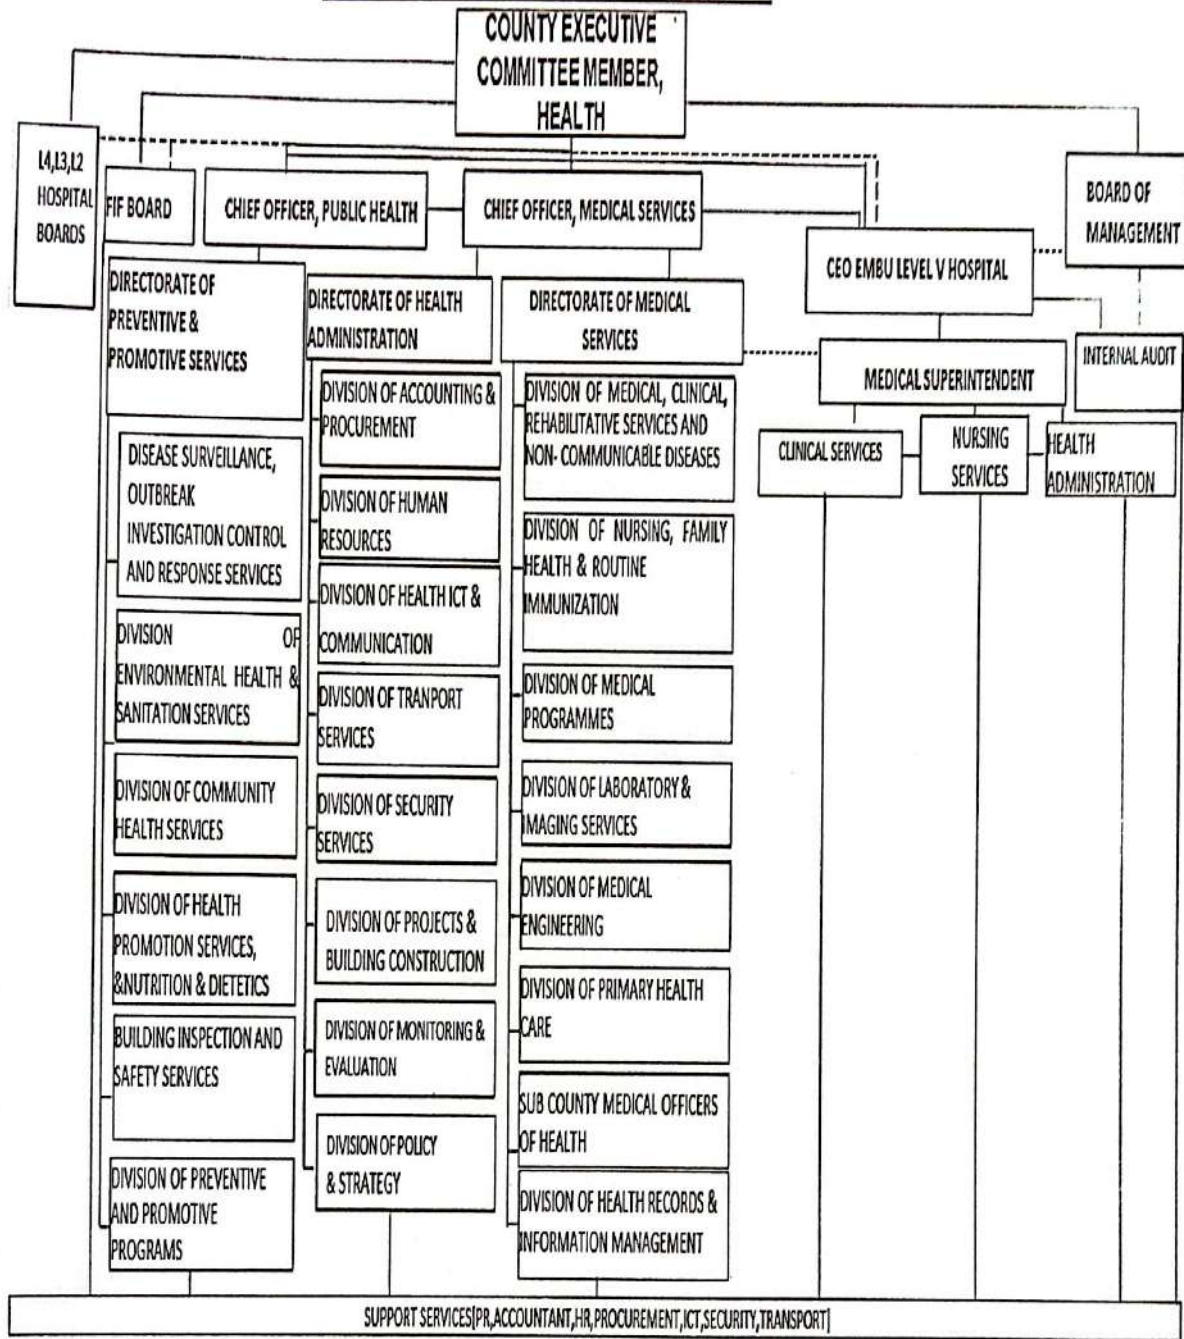 COUNTY EXECUTIVE
COMMITTEE MEMBER,
HEALTH
L4,L3,L2
HOSPITAL
BOARDS
FIF BOARD
CHIEF OFFICER, PUBLIC HEALTH
CHIEF OFFICER, MEDICAL SERVICES
BOARD OF
MANAGEMENT
CEO EMBU LEVEL V HOSPITAL
DIRECTORATE OF
PREVENTIVE &
PROMOTIVE SERVICES
DIRECTORATE OF HEALTH
ADMINISTRATION
DIRECTORATE OF MEDICAL
SERVICES
INTERNAL AUDIT
MEDICAL SUPERINTENDENT
CLINICAL SERVICES
NURSING
SERVICES
HEALTH
ADMINISTRATION
DISEASE SURVEILLANCE,
OUTBREAK
INVESTIGATION CONTROL
AND RESPONSE SERVICES
DIVISION OF
ENVIRONMENTAL HEALTH &
SANITATION SERVICES
DIVISION OF COMMUNITY
HEALTH SERVICES
DIVISION OF HEALTH
PROMOTION SERVICES,
&NUTRITION & DIETETICS
BUILDING INSPECTION AND
SAFETY SERVICES
DIVISION OF PREVENTIVE
AND PROMOTIVE
PROGRAMS
DIVISION OF ACCOUNTING &
PROCUREMENT
DIVISION OF HUMAN
RESOURCES
DIVISION OF HEALTH ICT &
COMMUNICATION
DIVISION OF TRANPORT
SERVICES
DIVISION OF SECURITY
SERVICES
DIVISION OF PROJECTS &
BUILDING CONSTRUCTION
DIVISION OF MONITORING &
EVALUATION
DIVISION OF POLICY
& STRATEGY
DIVISION OF MEDICAL, CLINICAL,
REHABILITATIVE SERVICES AND
NON- COMMUNICABLE DISEASES
DIVISION OF NURSING, FAMILY
HEALTH & ROUTINE
IMMUNIZATION
DIVISION OF MEDICAL
PROGRAMMES
DIVISION OF LABORATORY &
IMAGING SERVICES
DIVISION OF MEDICAL
ENGINEERING
DIVISION OF PRIMARY HEALTH
CARE
SUB COUNTY MEDICAL OFFICERS
OF HEALTH
DIVISION OF HEALTH RECORDS &
INFORMATION MANAGEMENT
SUPPORT SERVICES[PR,ACCOUNTANT,HR,PROCUREMENT,ICT,SECURITY,TRANSPORT]